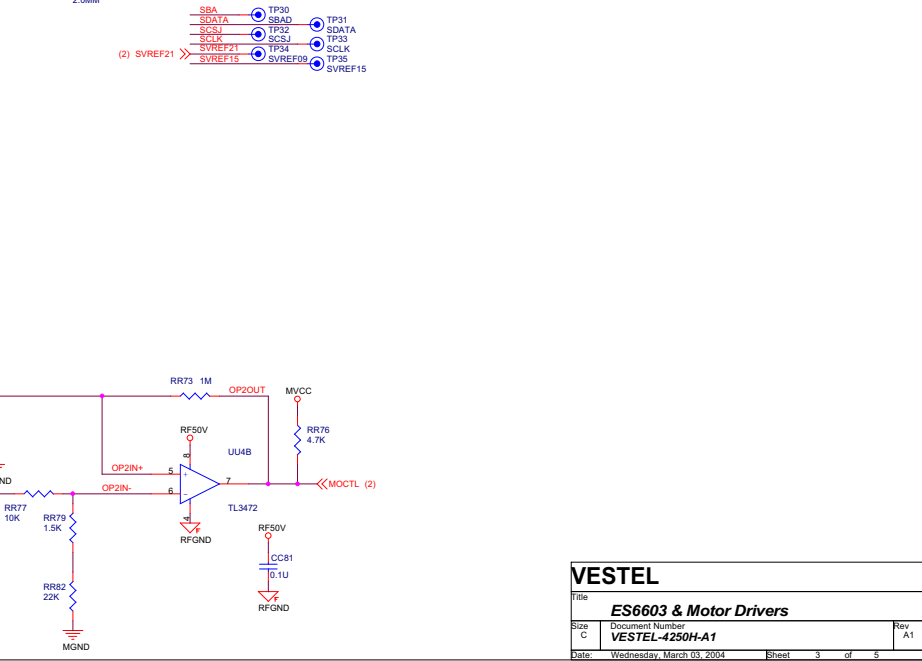 2.0MM
SBA TP30
SDATA SBAD TP31
SCSJ TP32 SDATA
SCLK SCSJ TP33
(2) SVREF21 SVREF21 TP34 SCLK
SVREF15 SVREF09 TP35
SVREF15
RR73 1M
OP2OUT
MVCC
RF50V
RR76
4.7K
8
UU4B
OP2IN+ 5
+
ND
OP2IN- 6
-
7
MOCTL (2)
RR77
10K
RR79
1.5K
4
TL3472
F
RFGND
RF50V
CC81
0.1U
RR82
22K
F
RFGND
MGND
VESTEL
Title
ES6603 & Motor Drivers
Size
C
Document Number
VESTEL-4250H-A1
Rev
A1
Date: Wednesday, March 03, 2004 Sheet 3 of 5